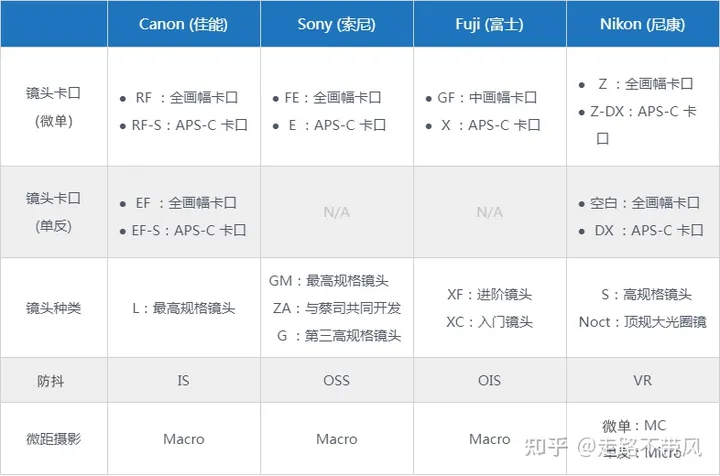 Canon (佳能) Sony (索尼) Fuji (富士) Nikon (尼康)
镜头卡口
(微单)
● RF ：全画幅卡口
● RF-S：APS-C 卡口
● FE：全画幅卡口
● E ：APS-C 卡口
● GF：中画幅卡口
● X ：APS-C 卡口
● Z ：全画幅卡口
● Z-DX：APS-C 卡
口
镜头卡口
(单反)
● EF ：全画幅卡口
● EF-S：APS-C 卡口
N/A
N/A
● 空白：全画幅卡口
● DX ：APS-C 卡口
镜头种类
L：最高规格镜头
GM：最高规格镜头
ZA：与蔡司共同开发
G ：第三高规格镜头
XF：进阶镜头
XC：入门镜头
S：高规格镜头
Noct：顶规大光圈镜
防抖 IS OSS OIS VR
微距摄影 Macro Macro Macro
微单：MC
单反：Micro
知乎 @走路不带风